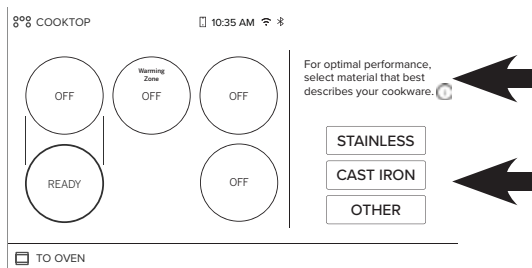 COOKTOP
10:35 AM
Warming
Zone
OFF
OFF
OFF
READY
OFF
For optimal performance,
select material that best
describes your cookware.
STAINLESS
CAST IRON
OTHER
TO OVEN